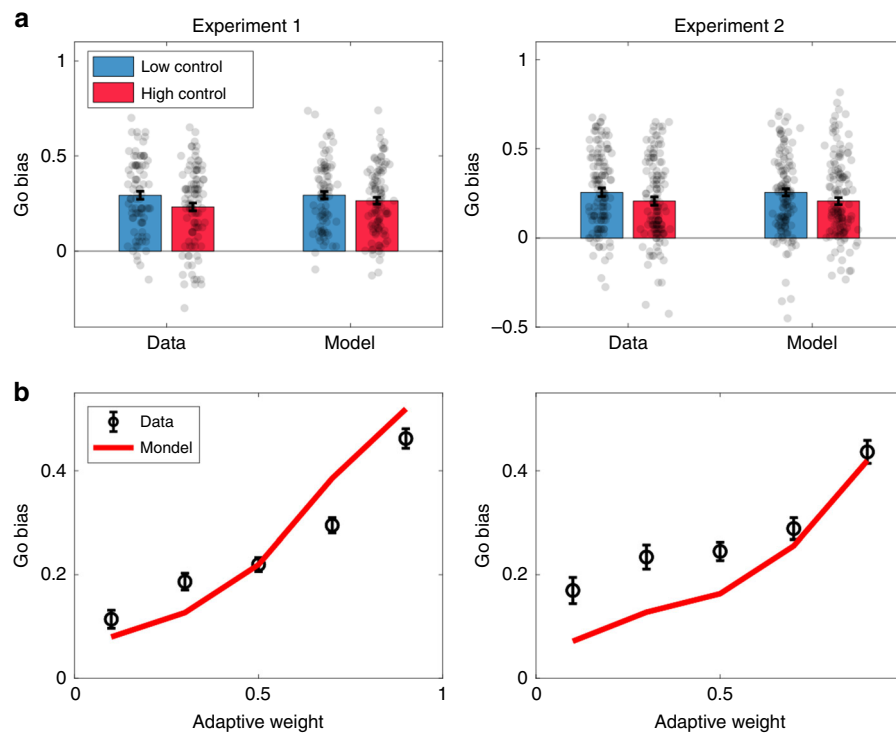 a
Experiment 1
Experiment 2
1
0.5
0
Go bias
Low control
High control
Data
Model
1
0.5
0
–0.5
Go bias
Data
Model
b
0.4
0.2
0
Go bias
Data
Mondel
0.5
1
Adaptive weight
0.4
0.2
0
Go bias
0
0.5
Adaptive weight